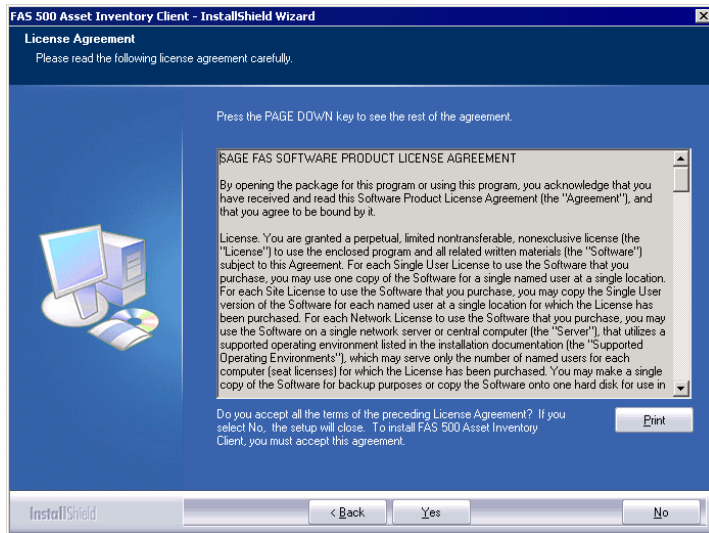 FAS 500 Asset Inventory Client - InstallShield Wizard
License Agreement
Please read the following license agreement carefully.
Press the PAGE DOWN key to see the rest of the agreement.
SAGE FAS SOFTWARE PRODUCT LICENSE AGREEMENT
By opening the package for this program or using this program, you acknowledge that you
have received and read this Software Product License Agreement (the "Agreement"), and
that you agree to be bound by it.
License. You are granted a perpetual, limited nontransferable, nonexclusive license (the
"License") to use the enclosed program and all related written materials (the "Software")
subject to this Agreement. For each Single User License to use the Software that you
purchase, you may use one copy of the Software for a single named user at a single location.
For each Site License to use the Software that you purchase, you may copy the Single User
version of the Software for each named user at a single location for which the License has
been purchased. For each Network License to use the Software that you purchase, you may
use the Software on a single network server or central computer (the "Server"), that utilizes a
supported operating environment listed in the installation documentation (the "Supported
Operating Environments"), which may serve only the number of named users for each
computer (seat licenses) for which the License has been purchased. You may make a single
copy of the Software for backup purposes or copy the Software onto one hard disk for use in
Do you accept all the terms of the preceding License Agreement? If you
select No, the setup will close. To install FAS 500 Asset Inventory
Client, you must accept this agreement.
Print
InstallShield
< Back
Yes
No